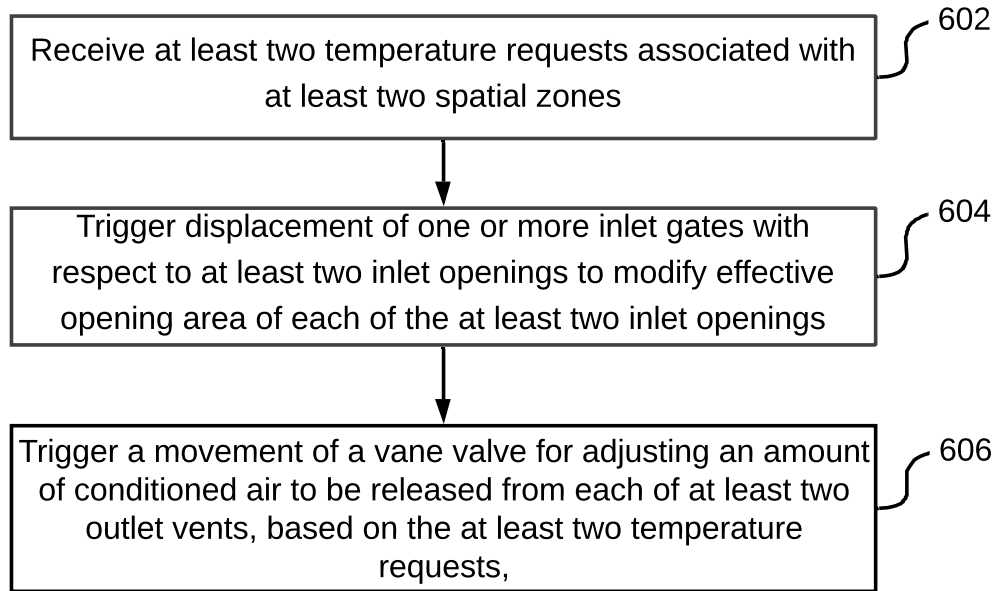 602
Receive at least two temperature requests associated with
at least two spatial zones
604
Trigger displacement of one or more inlet gates with
respect to at least two inlet openings to modify effective
opening area of each of the at least two inlet openings
606
Trigger a movement of a vane valve for adjusting an amount
of conditioned air to be released from each of at least two
outlet vents, based on the at least two temperature
requests,